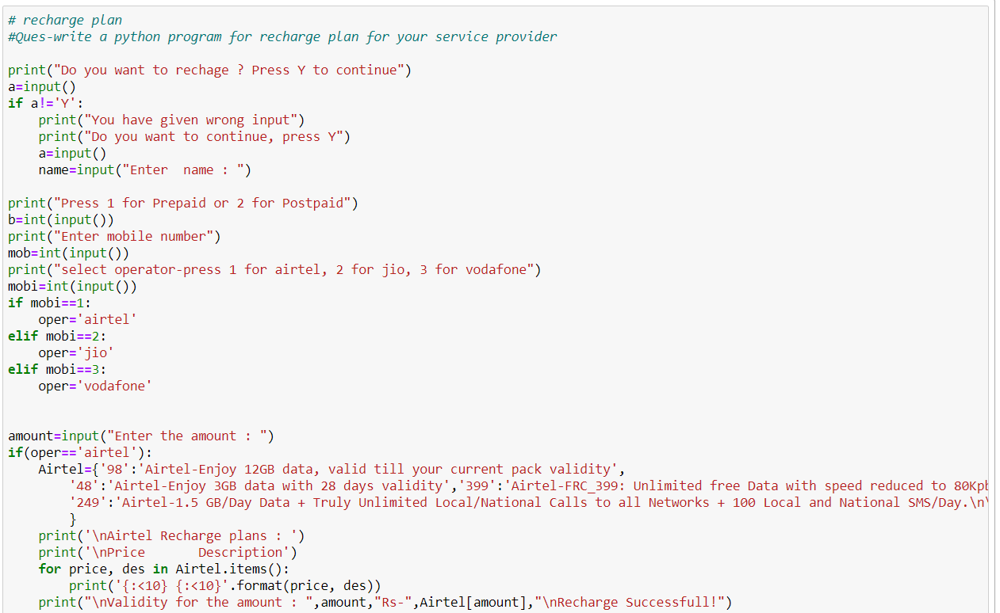 # recharge plan
#Ques-write a python program for recharge plan for your service provider
print("Do you want to rechage ? Press Y to continue")
a=input()
if a!='Y':
    print("You have given wrong input")
    print("Do you want to continue, press Y")
    a=input()
    name=input("Enter  name : ")
print("Press 1 for Prepaid or 2 for Postpaid")
b=int(input())
print("Enter mobile number")
mob=int(input())
print("select operator-press 1 for airtel, 2 for jio, 3 for vodafone")
mobi=int(input())
if mobi==1:
    oper='airtel'
elif mobi==2:
    oper='jio'
elif mobi==3:
    oper='vodafone'
amount=input("Enter the amount : ")
if(oper=='airtel'):
    Airtel={'98':'Airtel-Enjoy 12GB data, valid till your current pack validity',
        '48':'Airtel-Enjoy 3GB data with 28 days validity','399':'Airtel-FRC_399: Unlimited free Data with speed reduced to 80Kp
        '249':'Airtel-1.5 GB/Day Data + Truly Unlimited Local/National Calls to all Networks + 100 Local and National SMS/Day.\n\
        }
    print('\nAirtel Recharge plans : ')
    print('\nPrice       Description')
    for price, des in Airtel.items():
        print('{:<10} {:<10}'.format(price, des))
    print("\nValidity for the amount : ",amount,"Rs-",Airtel[amount],"\nRecharge Successfull!")